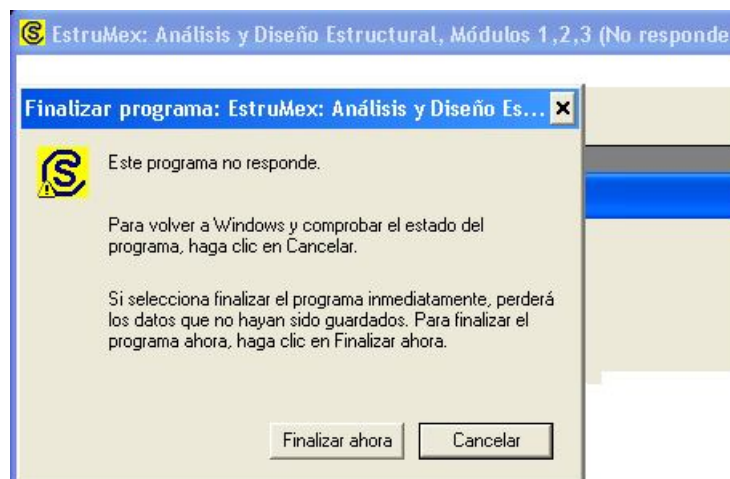 EstruMex: Análisis y Diseño Estructural, Módulos 1,2,3 (No responde
Finalizar programa: EstruMex: Análisis y Diseño Es...
Este programa no responde.
Para volver a Windows y comprobar el estado del
programa, haga clic en Cancelar.
Si selecciona finalizar el programa inmediatamente, perderá
los datos que no hayan sido guardados. Para finalizar el
programa ahora, haga clic en Finalizar ahora.
Finalizar ahora Cancelar